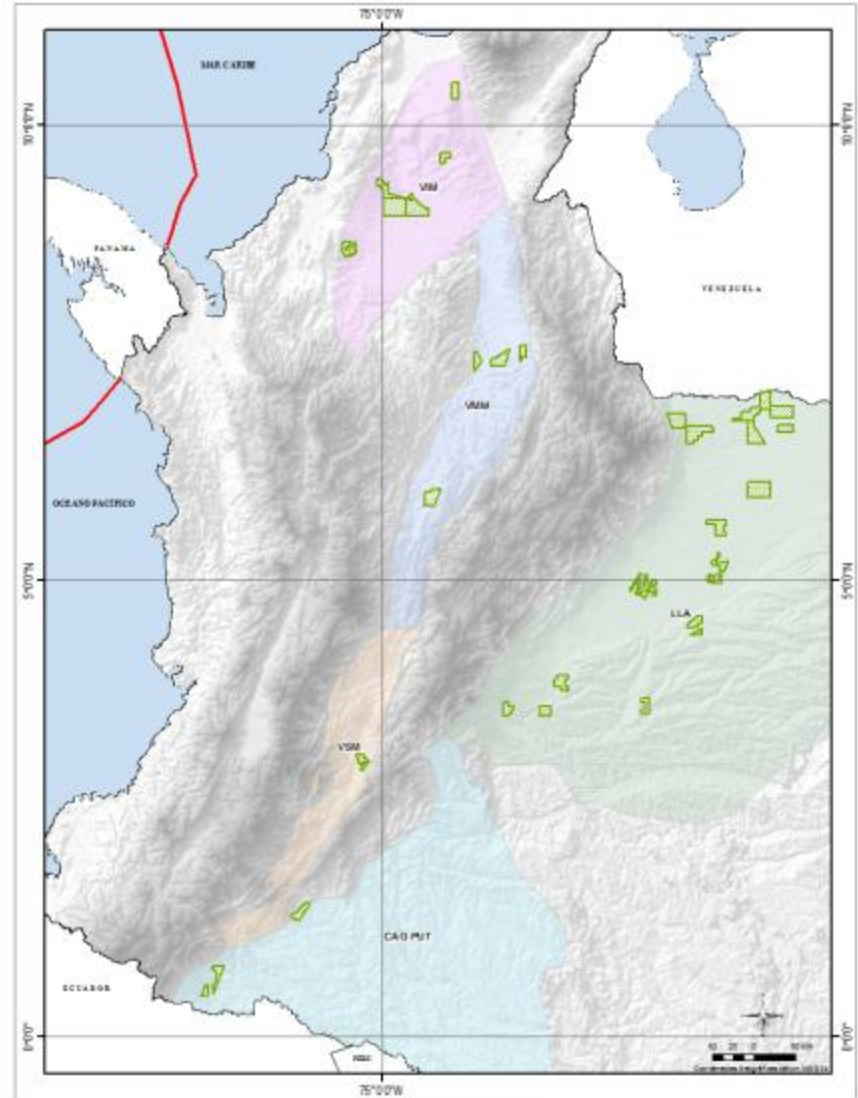 75°0'0"W
MAR CARIBE
10°0'0"N
10°0'0"N
VIM
PANAMA
VENEZUELA
VMM
OCEANO PACIFICO
5°0'0"N
5°0'0"N
LLA
VSM
CAG-PUT
ECUADOR
0°0'0"
0°0'0"
75°0'0"W